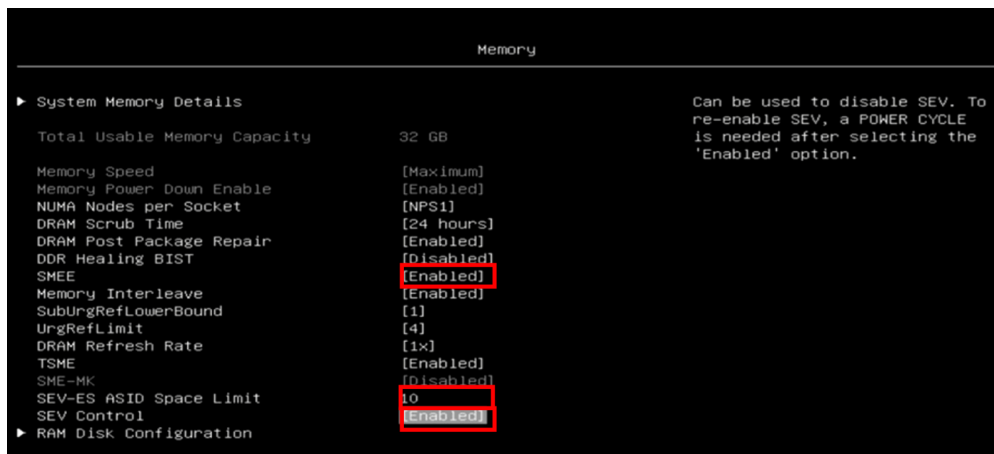 Memory
System Memory Details
Can be used to disable SEV. To
re-enable SEV, a POWER CYCLE
is needed after selecting the
'Enabled' option.
Total Usable Memory Capacity 32 GB
Memory Speed [Maximum]
Memory Power Down Enable [Enabled]
NUMA Nodes per Socket [NPS1]
DRAM Scrub Time [24 hours]
DRAM Post Package Repair [Enabled]
DDR Healing BIST [Disabled]
SMEE [Enabled]
Memory Interleave [Enabled]
SubUrgRefLowerBound [1]
UrgRefLimit [4]
DRAM Refresh Rate [1x]
TSME [Enabled]
SME-MK [Disabled]
SEV-ES ASID Space Limit 10
SEV Control [Enabled]
RAM Disk Configuration